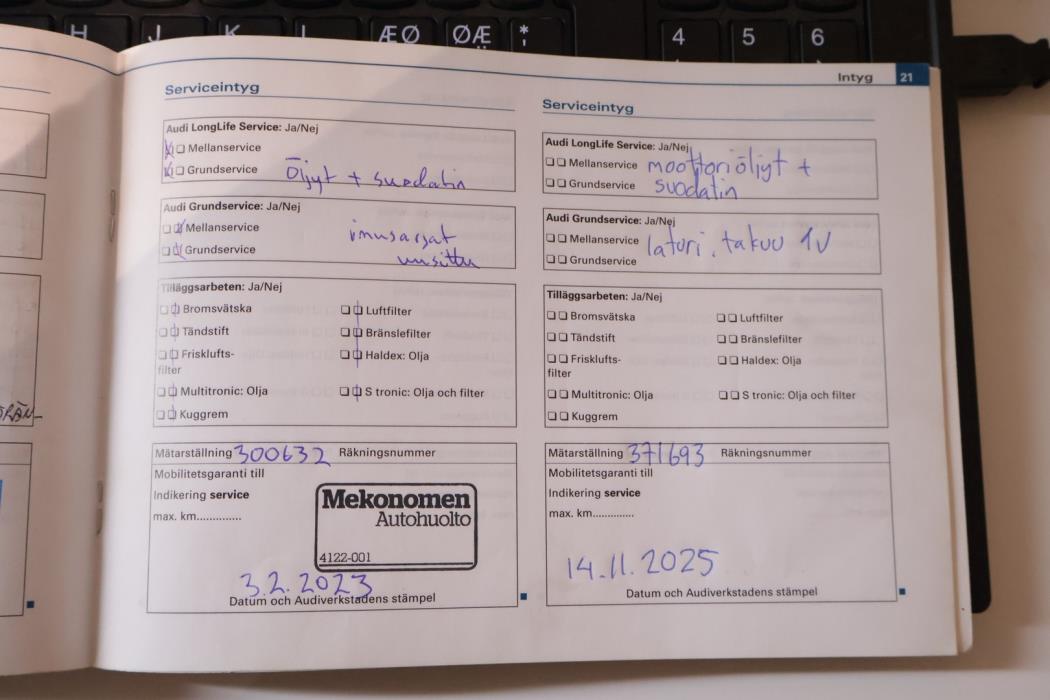 H J K L ÆØ ØÆ * 4 5 6
Intyg 21
Serviceintyg
Audi LongLife Service: Ja/Nej
Mellanservice
Grundservice Öljyt + suodatin
Audi Grundservice: Ja/Nej
Mellanservice imusarjat
Grundservice uusittu
Tilläggsarbeten: Ja/Nej
Bromsvätska Luftfilter
Tändstift Bränslefilter
Frisklufts- Haldex: Olja
filter
Multitronic: Olja S tronic: Olja och filter
Kuggrem
Mätarställning 300632 Räkningsnummer
Mobilitetsgaranti till
Indikering service
max. km..............
Mekonomen
Autohuolto
4122-001
3.2.2023
Datum och Audiverkstadens stämpel
Serviceintyg
Audi LongLife Service: Ja/Nej
Mellanservice moottoriöljyt +
Grundservice suodatin
Audi Grundservice: Ja/Nej
Mellanservice laturi, takuu 1V
Grundservice
Tilläggsarbeten: Ja/Nej
Bromsvätska Luftfilter
Tändstift Bränslefilter
Frisklufts- Haldex: Olja
filter
Multitronic: Olja S tronic: Olja och filter
Kuggrem
Mätarställning 371693 Räkningsnummer
Mobilitetsgaranti till
Indikering service
max. km..............
14.11.2025
Datum och Audiverkstadens stämpel